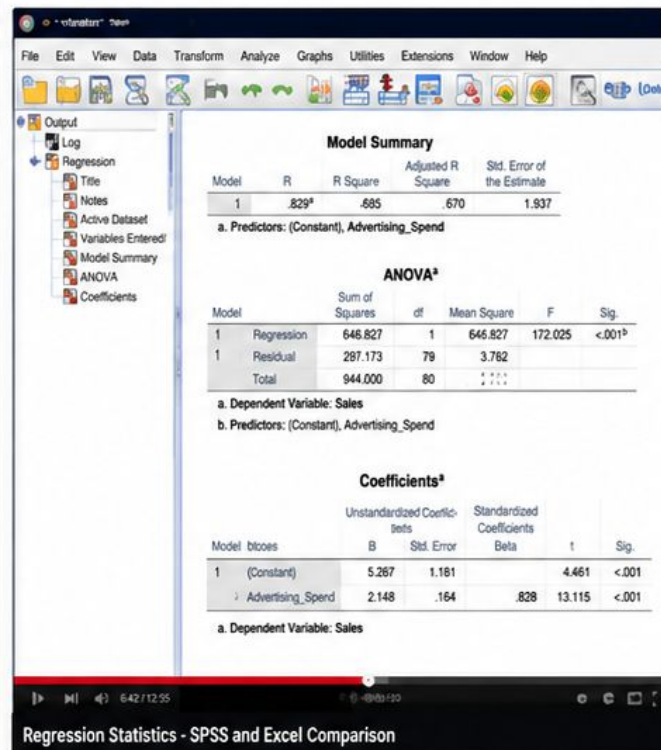 File Edit View Data Transform Analyze Graphs Utilities Extensions Window Help
Output
Log
Regression
Title
Notes
Active Dataset
Variables Entered/
Model Summary
ANOVA
Coefficients
Model Summary
Model R R Square Adjusted R Square Std. Error of the Estimate
1 .829ª .685 .670 1.937
a. Predictors: (Constant), Advertising_Spend
ANOVAª
Model Sum of Squares df Mean Square F Sig.
1 Regression 646.827 1 646.827 172.025 <.001ᵇ
1 Residual 287.173 79 3.762
Total 944.000 80
a. Dependent Variable: Sales
b. Predictors: (Constant), Advertising_Spend
Coefficientsª
Unstandardized Standardized Coefficients
Model btcoes B Std. Error Beta t Sig.
1 (Constant) 5.267 1.181 4.461 <.001
Advertising_Spend 2.148 .164 .828 13.115 <.001
a. Dependent Variable: Sales
642/12:55
Regression Statistics - SPSS and Excel Comparison